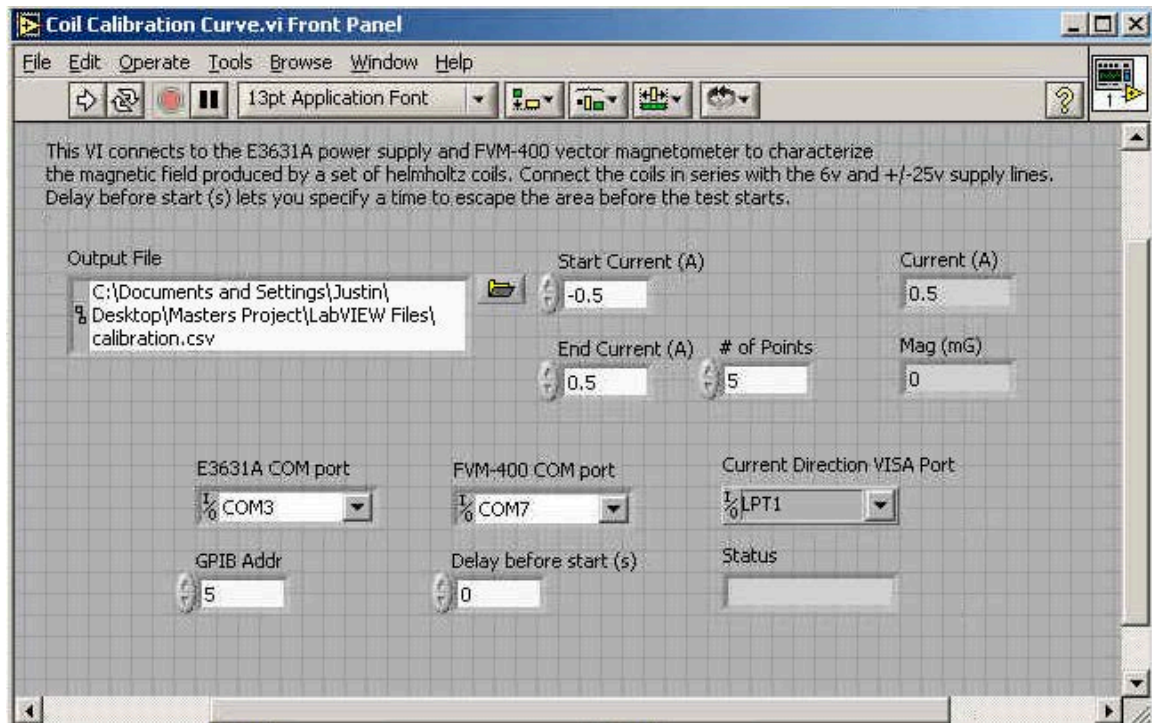 Coil Calibration Curve.vi Front Panel
File Edit Operate Tools Browse Window Help
13pt Application Font
1
This VI connects to the E3631A power supply and FVM-400 vector magnetometer to characterize
the magnetic field produced by a set of helmholtz coils. Connect the coils in series with the 6v and +/-25v supply lines.
Delay before start (s) lets you specify a time to escape the area before the test starts.
Output File
C:\Documents and Settings\Justin\
Desktop\Masters Project\LabVIEW Files\
calibration.csv
Start Current (A)
-0.5
Current (A)
0.5
End Current (A)
0.5
# of Points
5
Mag (mG)
0
E3631A COM port
COM3
FVM-400 COM port
COM7
Current Direction VISA Port
LPT1
GPIB Addr
5
Delay before start (s)
0
Status